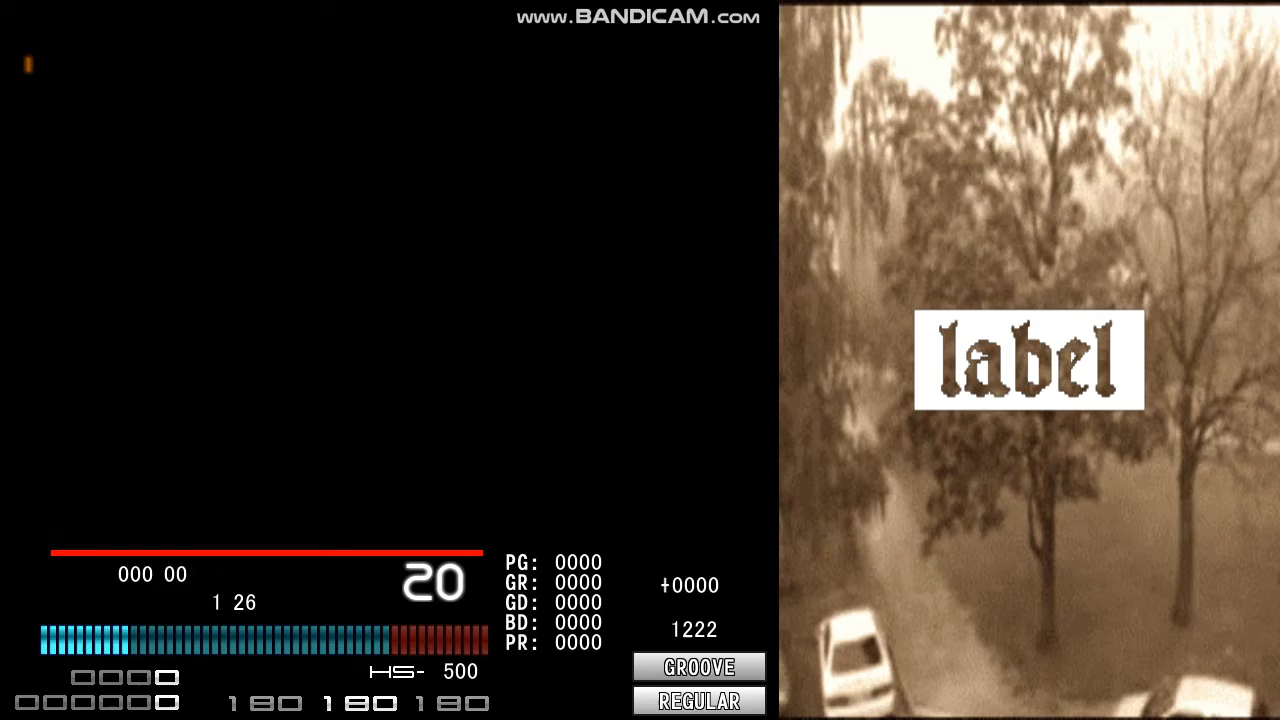 www.BANDICAM.com
label
000 00
20
1 26
PG: 0000
GR: 0000
GD: 0000
BD: 0000
PR: 0000
+0000
1222
HS- 500
GROOVE
REGULAR
0000
00000
180 180 180